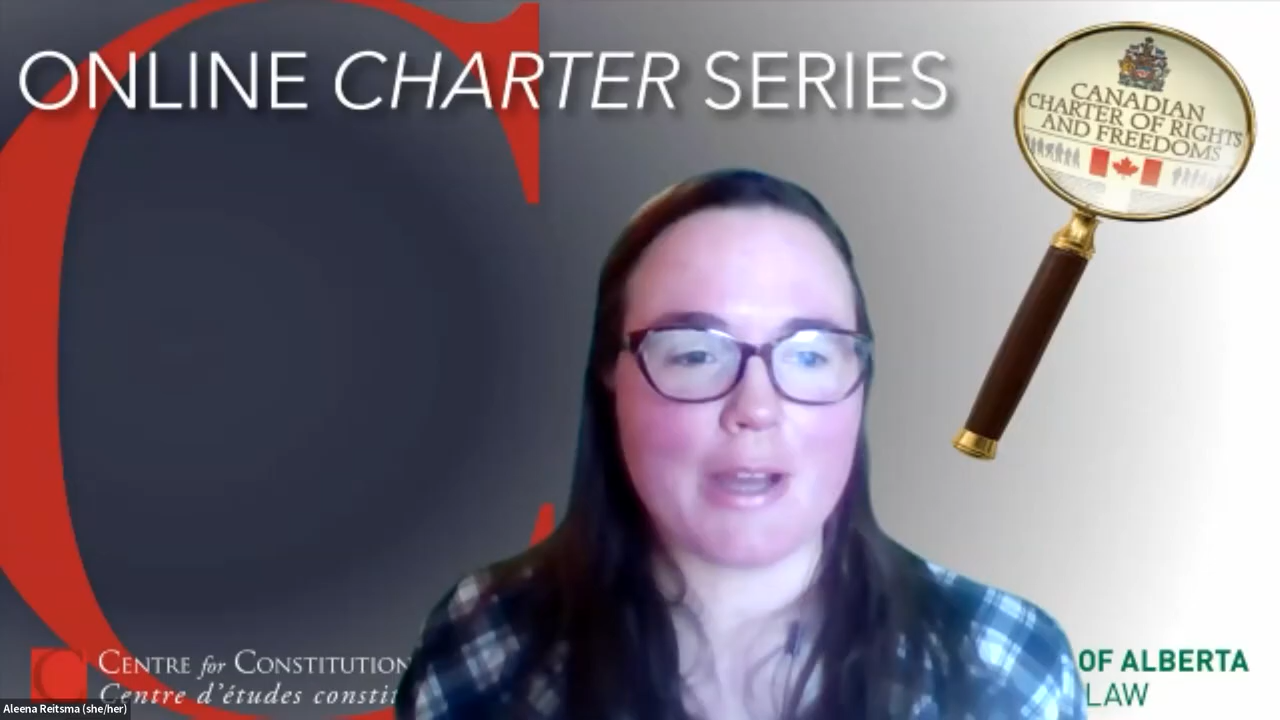 ONLINE CHARTER SERIES
CANADIAN
CHARTER OF RIGHTS
AND FREEDOMS
CENTRE for CONSTITUTION
Centre d'études constit
OF ALBERTA
LAW
Aleena Reitsma (she/her)